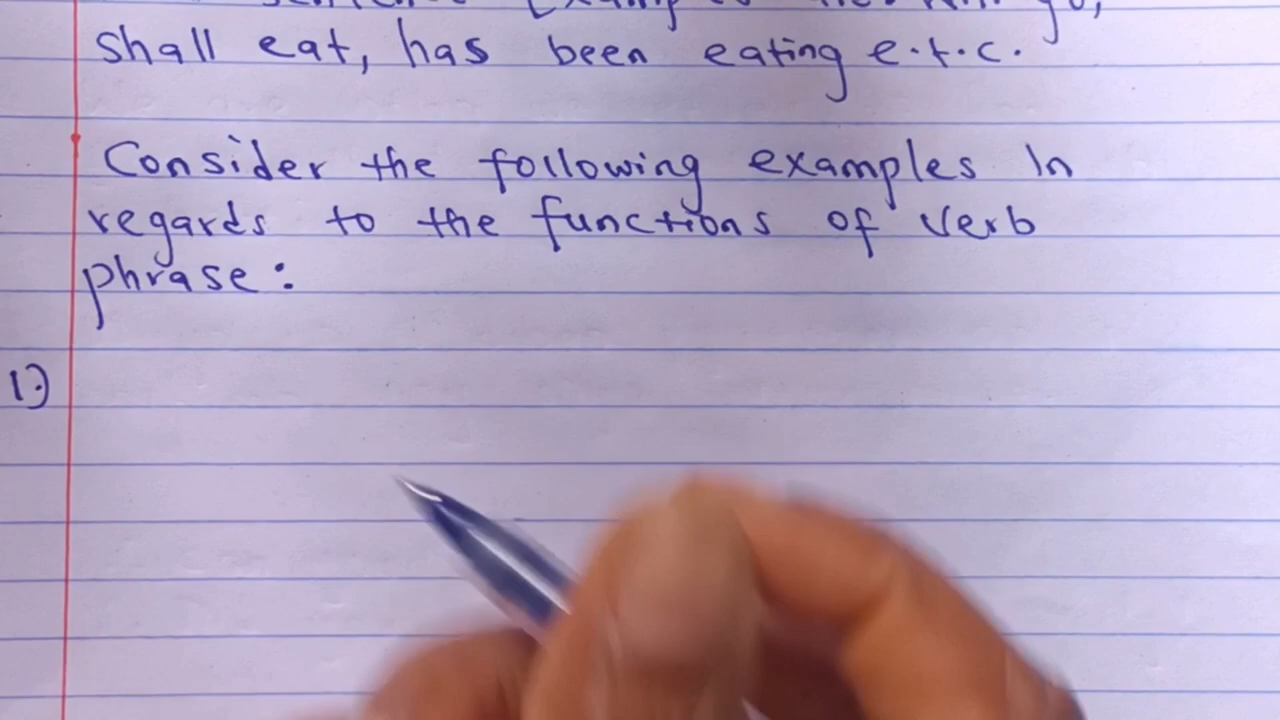 shall eat, has been eating e.t.c.
Consider the following examples In
regards to the functions of verb
phrase:
1.)